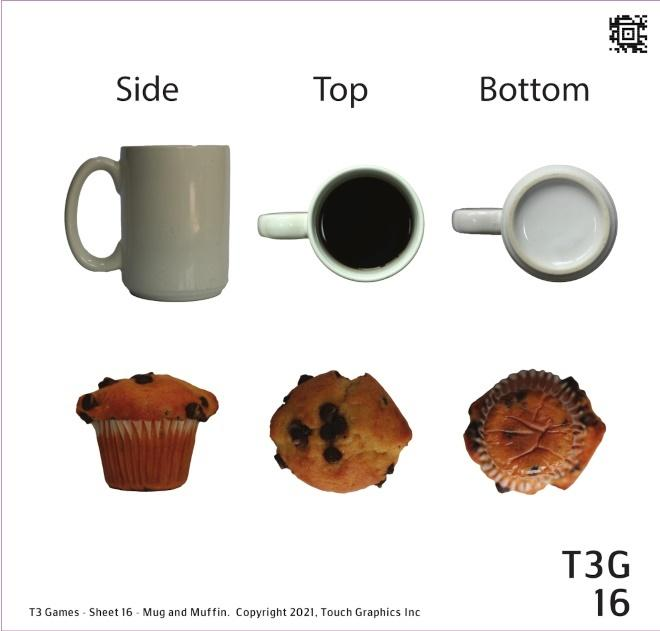 Side Top Bottom
T3G
16
T3 Games - Sheet 16 - Mug and Muffin. Copyright 2021, Touch Graphics Inc